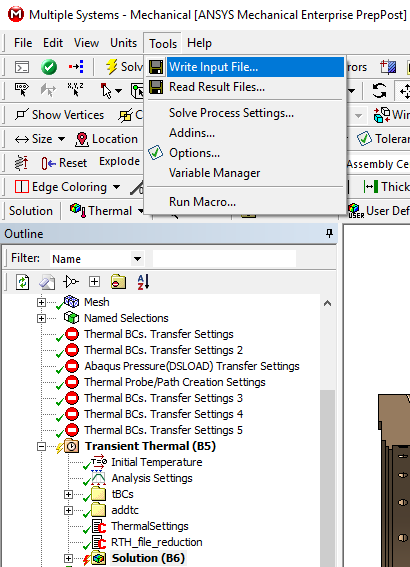 Multiple Systems - Mechanical [ANSYS Mechanical Enterprise PrepPost]
File Edit View Units Tools Help
Solv
Write Input File...
Read Result Files...
Solve Process Settings...
Addins...
Options...
Variable Manager
Run Macro...
X,Y,Z
Show Vertices
Wir
Size Location
Tolera
Reset Explode
Assembly Ce
Edge Coloring
Thick
Solution Thermal
USER User Def
Outline
Filter: Name
Mesh
Named Selections
Thermal BCs. Transfer Settings
Thermal BCs. Transfer Settings 2
Abaqus Pressure(DSLOAD) Transfer Settings
Thermal Probe/Path Creation Settings
Thermal BCs. Transfer Settings 3
Thermal BCs. Transfer Settings 4
Thermal BCs. Transfer Settings 5
Transient Thermal (B5)
Initial Temperature
Analysis Settings
tBCs
addtc
ThermalSettings
RTH_file_reduction
Solution (B6)